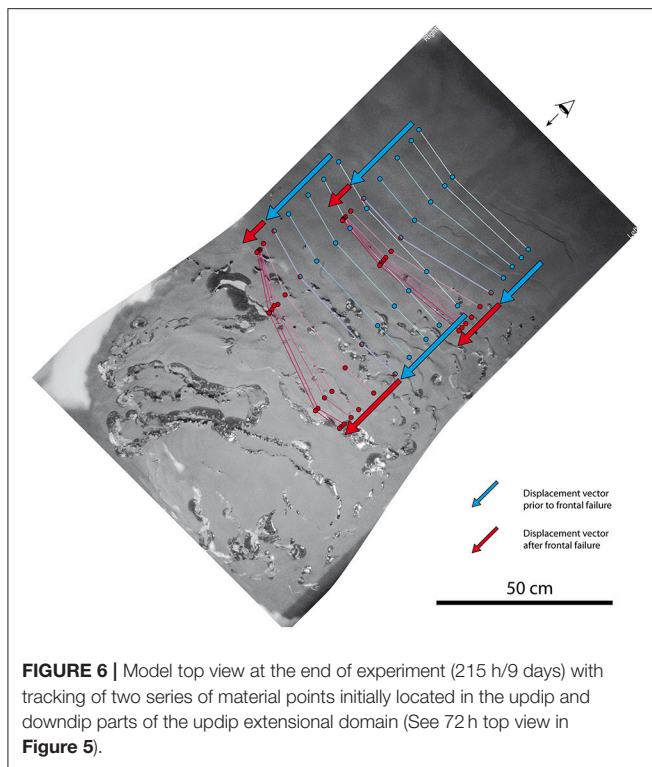 Right
Left
Displacement vector
prior to frontal failure
Displacement vector
after frontal failure
50 cm
FIGURE 6 | Model top view at the end of experiment (215 h/9 days) with
tracking of two series of material points initially located in the updip and
downdip parts of the updip extensional domain (See 72 h top view in
Figure 5).